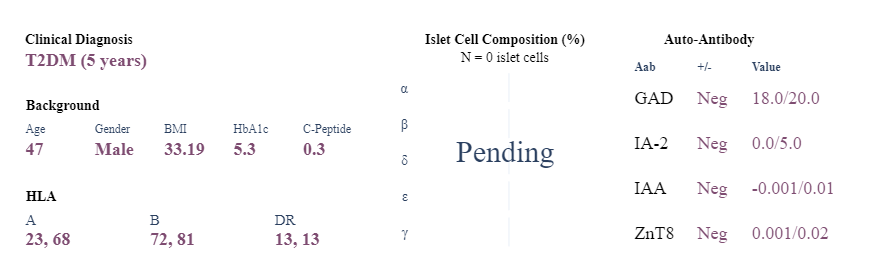 Clinical Diagnosis
T2DM (5 years)
Background
Age Gender BMI HbA1c C-Peptide
47 Male 33.19 5.3 0.3
HLA
A B DR
23, 68 72, 81 13, 13
Islet Cell Composition (%)
N = 0 islet cells
α
β
δ
ε
γ
Pending
Auto-Antibody
Aab +/- Value
GAD Neg 18.0/20.0
IA-2 Neg 0.0/5.0
IAA Neg -0.001/0.01
ZnT8 Neg 0.001/0.02